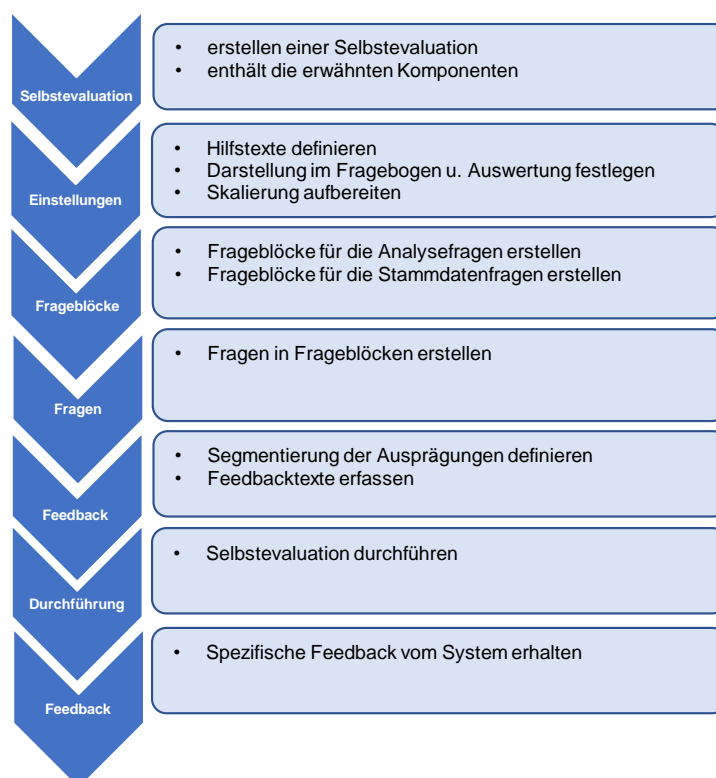 Selbstevaluation
• erstellen einer Selbstevaluation
• enthält die erwähnten Komponenten
Einstellungen
• Hilfstexte definieren
• Darstellung im Fragebogen u. Auswertung festlegen
• Skalierung aufbereiten
Frageblöcke
• Frageblöcke für die Analysefragen erstellen
• Frageblöcke für die Stammdatenfragen erstellen
Fragen
• Fragen in Frageblöcken erstellen
Feedback
• Segmentierung der Ausprägungen definieren
• Feedbacktexte erfassen
Durchführung
• Selbstevaluation durchführen
Feedback
• Spezifische Feedback vom System erhalten